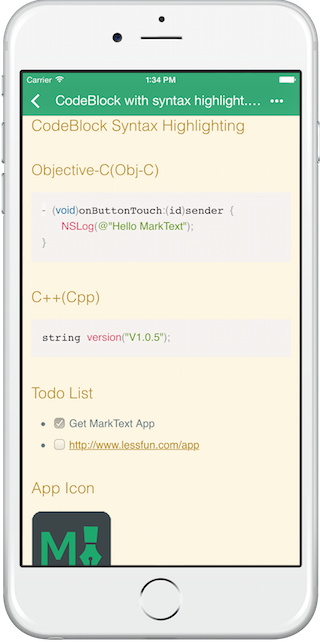 Carrier 1:34 PM
CodeBlock with syntax highlight.... •••
CodeBlock Syntax Highlighting
Objective-C(Obj-C)
- (void)onButtonTouch:(id)sender {
NSLog(@"Hello MarkText");
}
C++(Cpp)
string version("V1.0.5");
Todo List
Get MarkText App
http://www.lessfun.com/app
App Icon
M